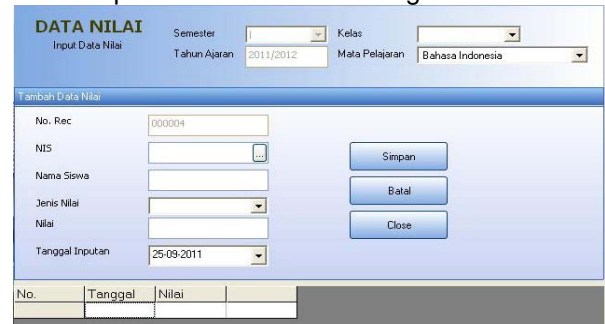 DATA NILAI
Input Data Nilai
Semester I Kelas
Tahun Ajaran 2011/2012 Mata Pelajaran Bahasa Indonesia
Tambah Data Nilai
No. Rec 000004
NIS ...
Simpan
Nama Siswa
Batal
Jenis Nilai
Nilai
Close
Tanggal Inputan 25-09-2011
No. Tanggal Nilai